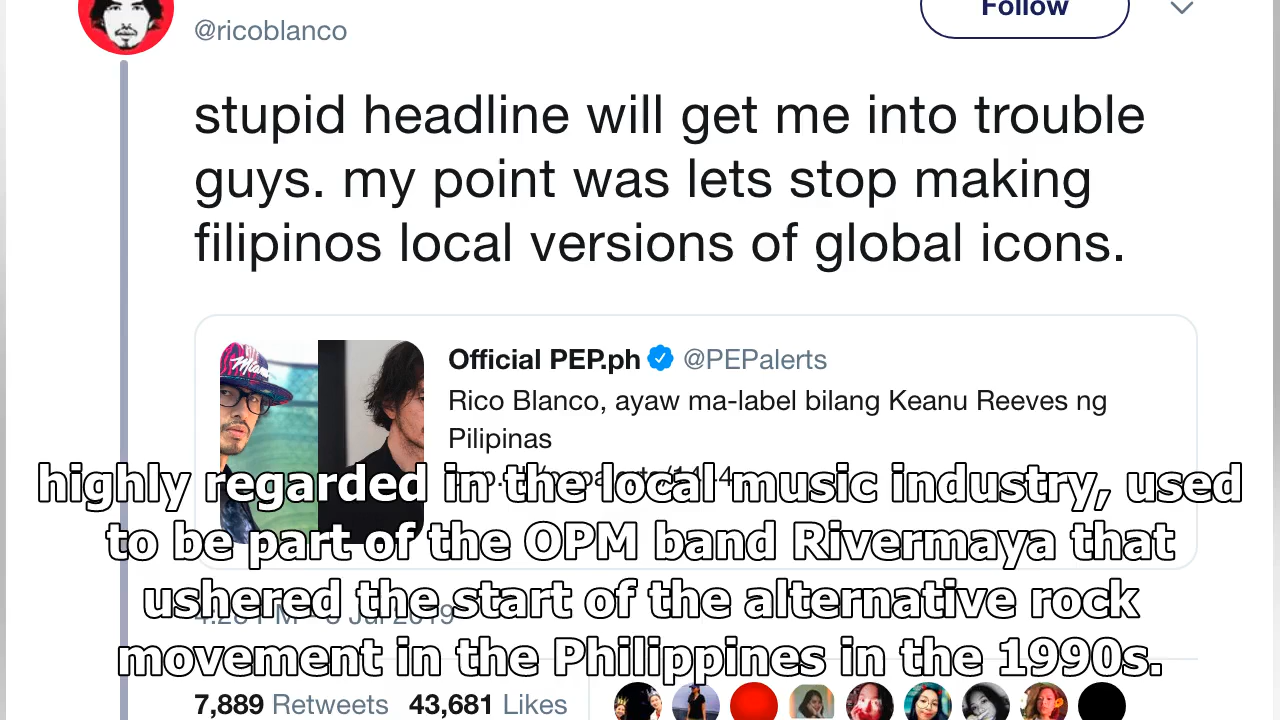 @ricoblanco
Follow
stupid headline will get me into trouble
guys. my point was lets stop making
filipinos local versions of global icons.
Miami
Official PEP.ph @PEPalerts
Rico Blanco, ayaw ma-label bilang Keanu Reeves ng
Pilipinas
highly regarded in the local music industry, used
to be part of the OPM band Rivermaya that
ushered the start of the alternative rock
movement in the Philippines in the 1990s.
Jul 2019
7,889 Retweets 43,681 Likes